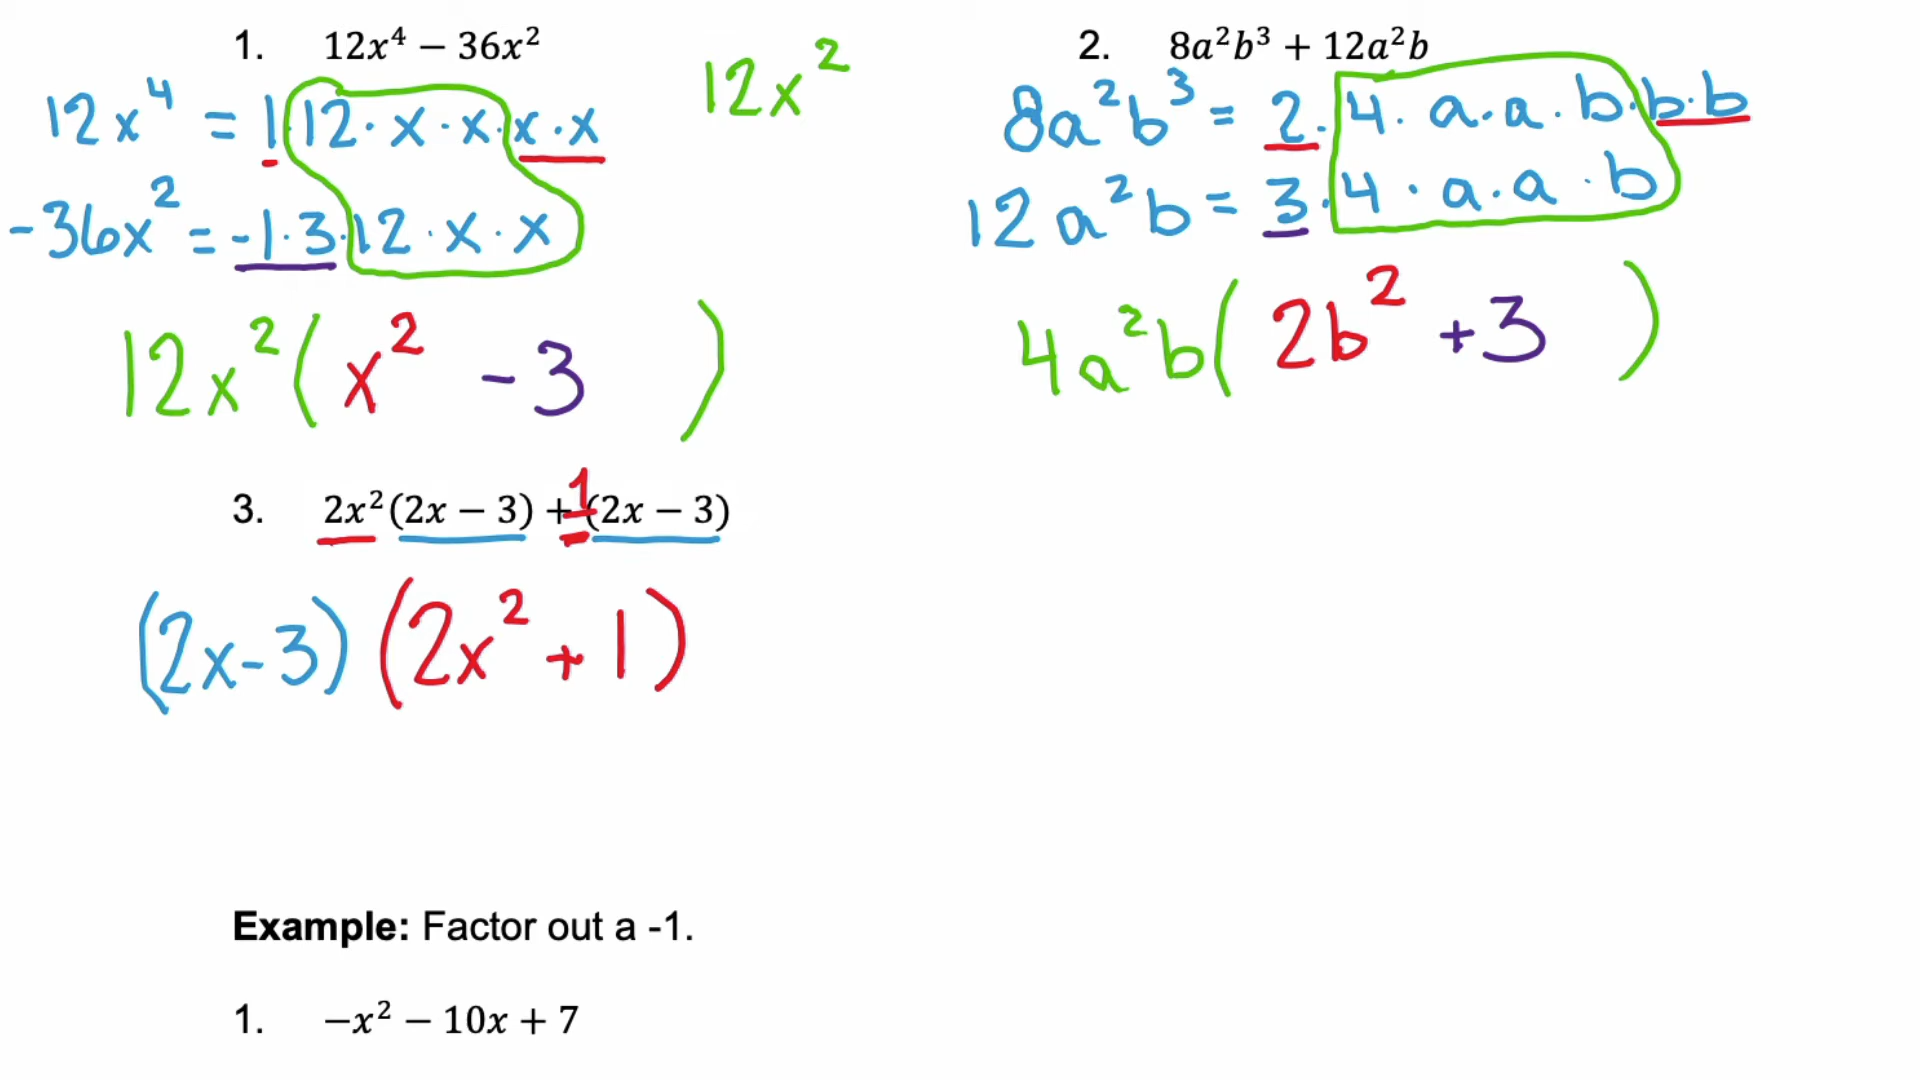 1. 12x⁴ − 36x²
12x²
12x⁴ = 1·12·x·x·x·x
-36x² = -1·3·12·x·x
12x²(x² -3)
2. 8a²b³ + 12a²b
8a²b³ = 2·4·a·a·b·b·b
12a²b = 3·4·a·a·b
4a²b(2b² +3)
3. 2x²(2x − 3) + 1(2x − 3)
(2x-3)(2x² + 1)
Example: Factor out a -1.
1. −x² − 10x + 7